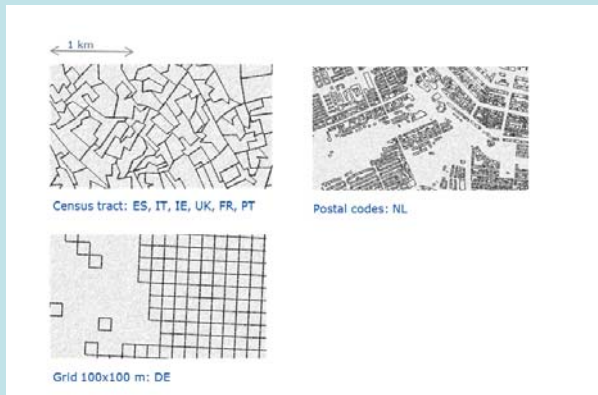 1 km
Census tract: ES, IT, IE, UK, FR, PT
Postal codes: NL
Grid 100x100 m: DE